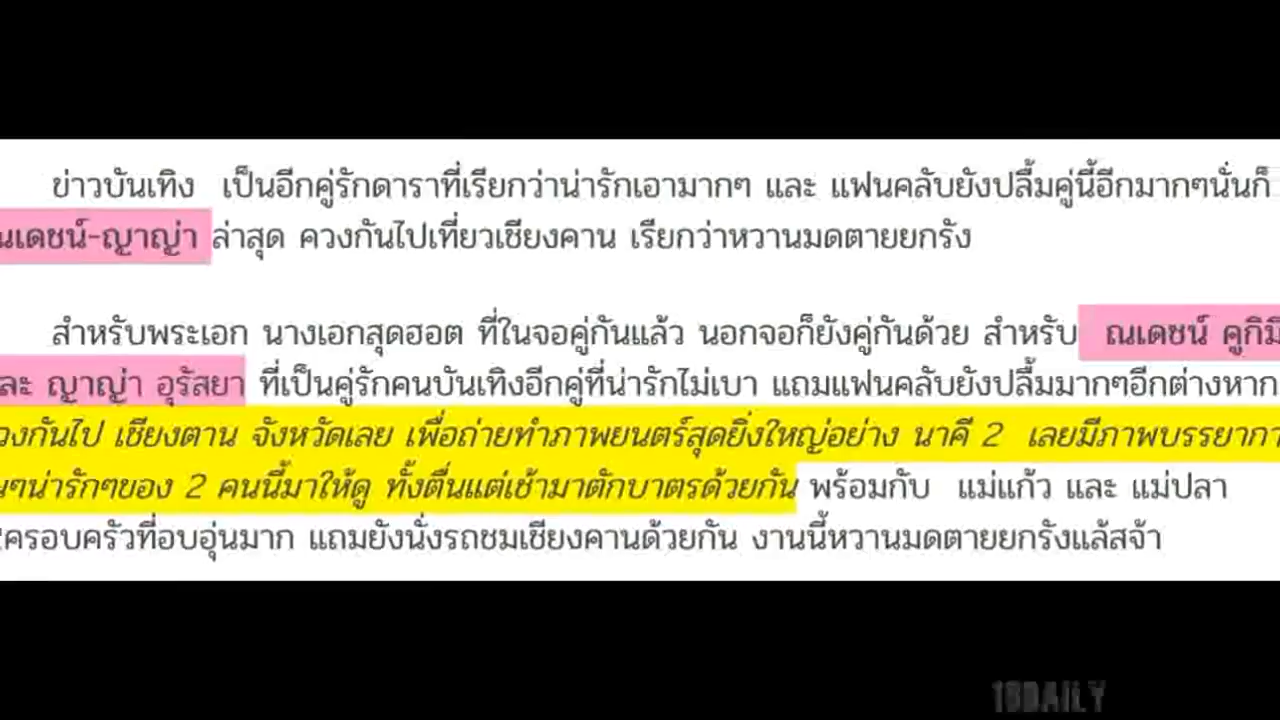 ข่าวบันเทิง เป็นอีกคู่รักดาราที่เรียกว่าน่ารักเอามากๆ และ แฟนคลับยังปลื้มคู่นี้อีกมากๆนั่นก็
ณเดชน์-ญาญ่า ล่าสุด ควงกันไปเที่ยวเชียงคาน เรียกว่าหวานมดตายยกรัง
สำหรับพระเอก นางเอกสุดฮอต ที่ในจอคู่กันแล้ว นอกจอก็ยังคู่กันด้วย สำหรับ ณเดชน์ คูกิมิ
ละ ญาญ่า อุรัสยา ที่เป็นคู่รักคนบันเทิงอีกคู่ที่น่ารักไม่เบา แถมแฟนคลับยังปลื้มมากๆอีกต่างหาก
วงกันไป เชียงตาน จังหวัดเลย เพื่อถ่ายทำภาพยนตร์สุดยิ่งใหญ่อย่าง นาคี 2 เลยมีภาพบรรยากา
นๆน่ารักๆของ 2 คนนี้มาให้ดู ทั้งตื่นแต่เช้ามาตักบาตรด้วยกัน พร้อมกับ แม่แก้ว และ แม่ปลา
ครอบครัวที่อบอุ่นมาก แถมยังนั่งรถชมเชียงคานด้วยกัน งานนี้หวานมดตายยกรังแล้สจ้า